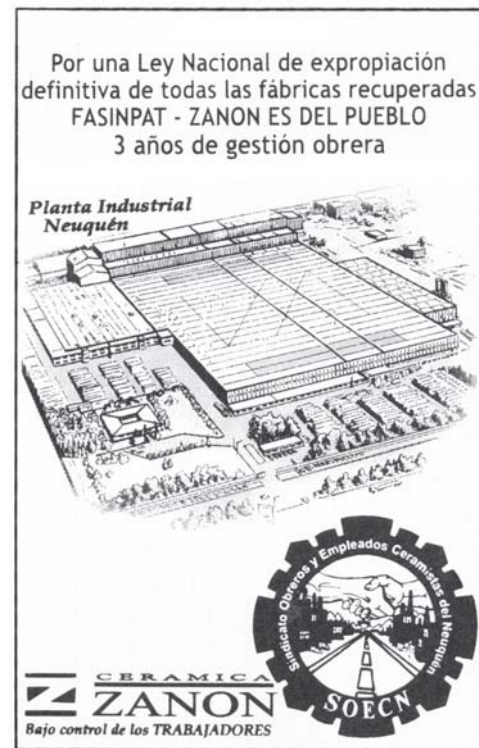 Por una Ley Nacional de expropiación
definitiva de todas las fábricas recuperadas
FASINPAT - ZANON ES DEL PUEBLO
3 años de gestión obrera
Planta Industrial
Neuquén
Sindicato Obreros y Empleados Ceramistas del Neuquén
SOECN
CERAMICA
ZANON
Bajo control de los TRABAJADORES